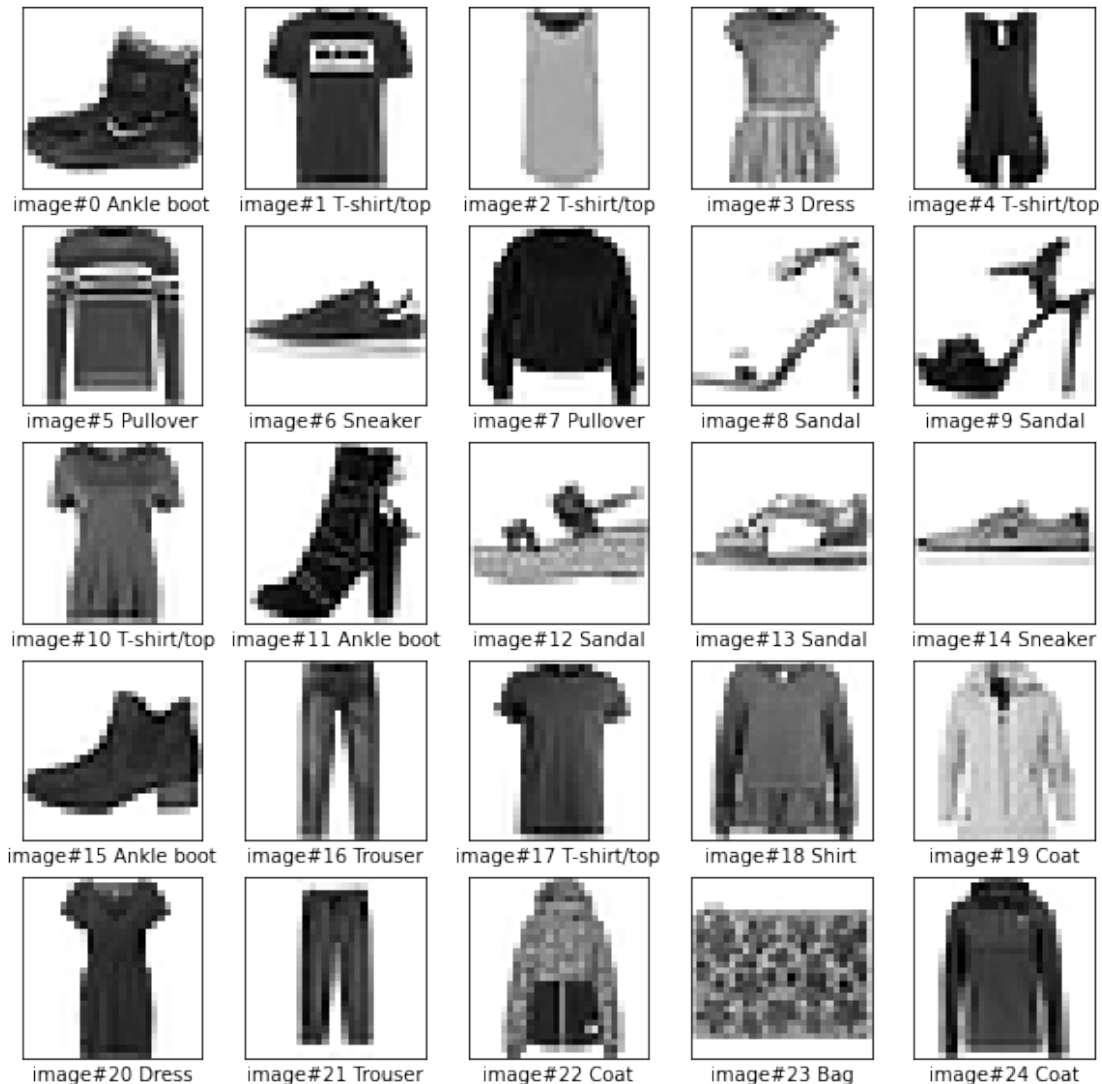 image#0 Ankle boot
image#1 T-shirt/top
image#2 T-shirt/top
image#3 Dress
image#4 T-shirt/top
image#5 Pullover
image#6 Sneaker
image#7 Pullover
image#8 Sandal
image#9 Sandal
image#10 T-shirt/top
image#11 Ankle boot
image#12 Sandal
image#13 Sandal
image#14 Sneaker
image#15 Ankle boot
image#16 Trouser
image#17 T-shirt/top
image#18 Shirt
image#19 Coat
image#20 Dress
image#21 Trouser
image#22 Coat
image#23 Bag
image#24 Coat